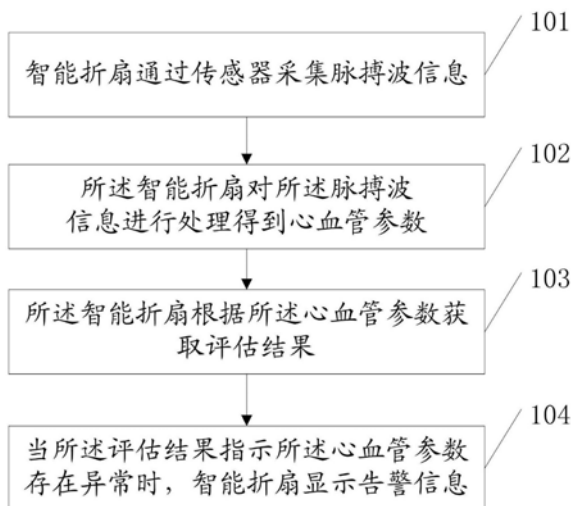 101
智能折扇通过传感器采集脉搏波信息
102
所述智能折扇对所述脉搏波
信息进行处理得到心血管参数
103
所述智能折扇根据所述心血管参数获
取评估结果
104
当所述评估结果指示所述心血管参数
存在异常时，智能折扇显示告警信息